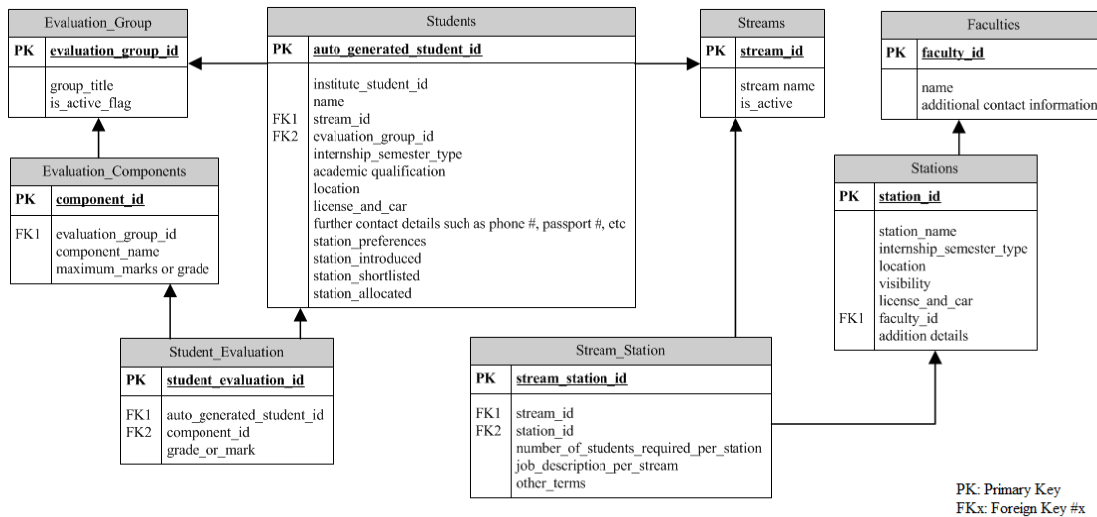 Evaluation_Group
PK evaluation_group_id
group_title
is_active_flag
Students
PK auto_generated_student_id
institute_student_id
name
FK1 stream_id
FK2 evaluation_group_id
internship_semester_type
academic qualification
location
license_and_car
further contact details such as phone #, passport #, etc
station_preferences
station_introduced
station_shortlisted
station_allocated
Streams
PK stream_id
stream name
is_active
Faculties
PK faculty_id
name
additional contact information
Evaluation_Components
PK component_id
FK1 evaluation_group_id
component_name
maximum_marks or grade
Stations
PK station_id
station_name
internship_semester_type
location
visibility
license_and_car
FK1 faculty_id
addition details
Student_Evaluation
PK student_evaluation_id
FK1 auto_generated_student_id
FK2 component_id
grade_or_mark
Stream_Station
PK stream_station_id
FK1 stream_id
FK2 station_id
number_of_students_required_per_station
job_description_per_stream
other_terms
PK: Primary Key
FKx: Foreign Key #x